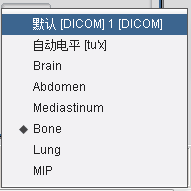 默认 [DICOM] 1 [DICOM]
自动电平 [tu'x]
Brain
Abdomen
Mediastinum
Bone
Lung
MIP